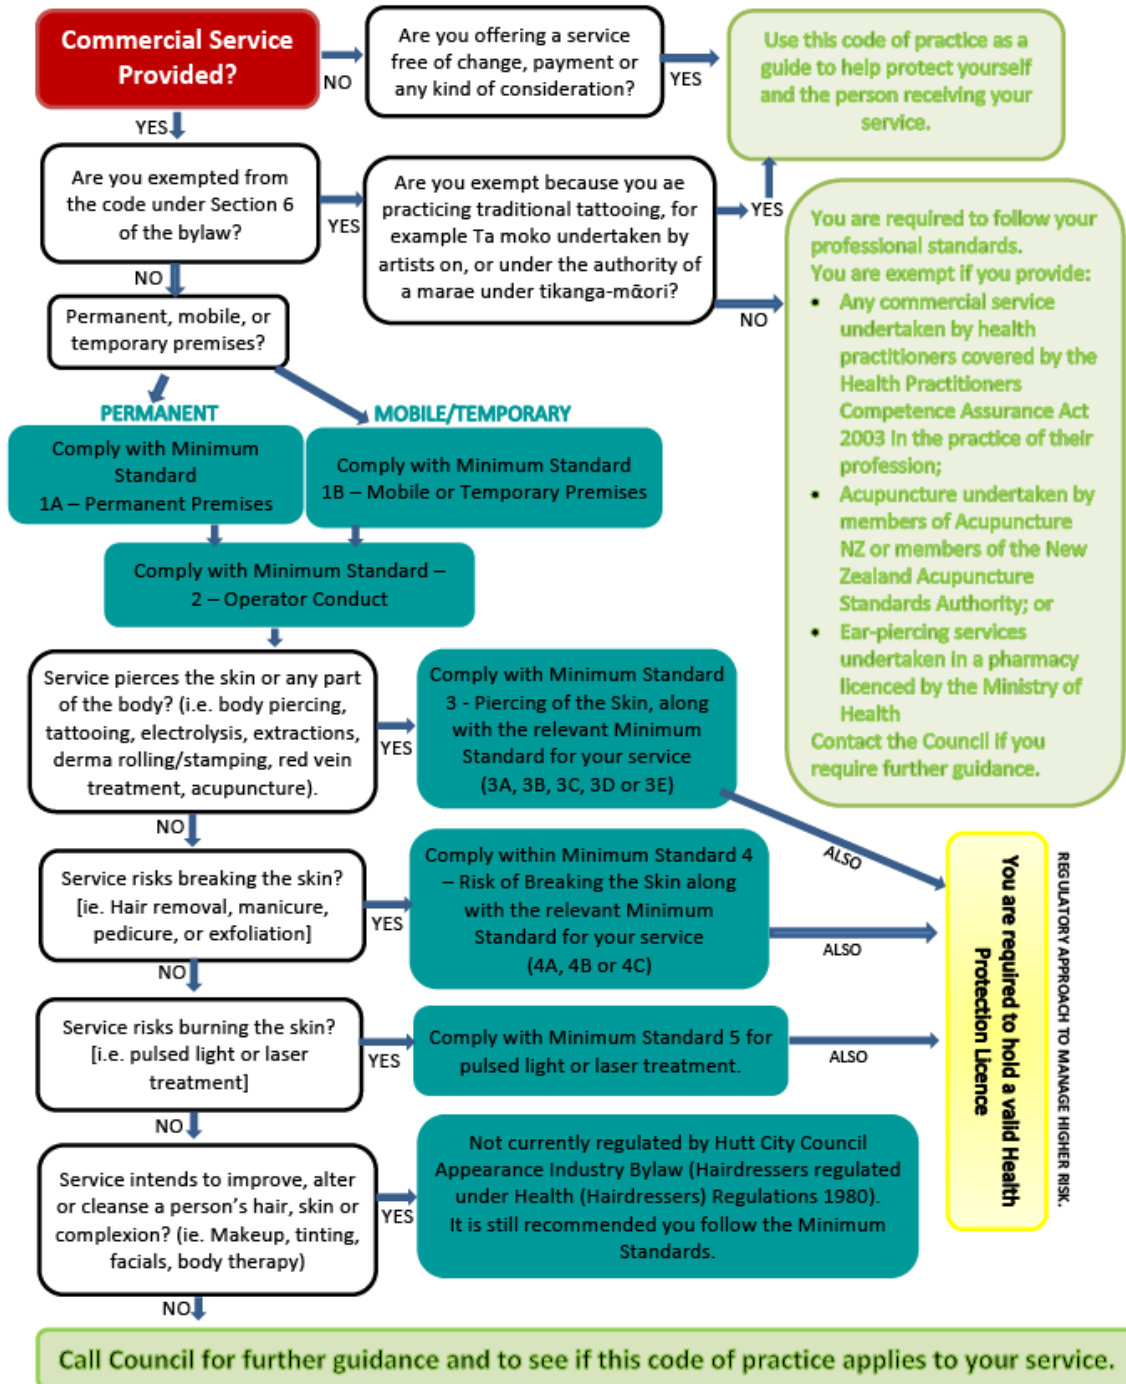 Commercial Service
Provided?
NO
Are you offering a service
free of change, payment or
any kind of consideration?
YES
Use this code of practice as a
guide to help protect yourself
and the person receiving your
service.
YES
Are you exempted from
the code under Section 6
of the bylaw?
YES
Are you exempt because you ae
practicing traditional tattooing, for
example Ta moko undertaken by
artists on, or under the authority of
a marae under tikanga-māori?
YES
NO
You are required to follow your
professional standards.
You are exempt if you provide:
• Any commercial service
undertaken by health
practitioners covered by the
Health Practitioners
Competence Assurance Act
2003 in the practice of their
profession;
• Acupuncture undertaken by
members of Acupuncture
NZ or members of the New
Zealand Acupuncture
Standards Authority; or
• Ear-piercing services
undertaken in a pharmacy
licenced by the Ministry of
Health
Contact the Council if you
require further guidance.
NO
Permanent, mobile, or
temporary premises?
PERMANENT
MOBILE/TEMPORARY
Comply with Minimum
Standard
1A – Permanent Premises
Comply with Minimum Standard
1B – Mobile or Temporary Premises
Comply with Minimum Standard –
2 – Operator Conduct
Service pierces the skin or any part
of the body? (i.e. body piercing,
tattooing, electrolysis, extractions,
derma rolling/stamping, red vein
treatment, acupuncture).
YES
Comply with Minimum Standard
3 - Piercing of the Skin, along
with the relevant Minimum
Standard for your service
(3A, 3B, 3C, 3D or 3E)
ALSO
NO
Service risks breaking the skin?
[ie. Hair removal, manicure,
pedicure, or exfoliation]
YES
Comply within Minimum Standard 4
– Risk of Breaking the Skin along
with the relevant Minimum
Standard for your service
(4A, 4B or 4C)
ALSO
NO
Service risks burning the skin?
[i.e. pulsed light or laser
treatment]
YES
Comply with Minimum Standard 5 for
pulsed light or laser treatment.
ALSO
You are required to hold a valid Health
Protection Licence
REGULATORY APPROACH TO MANAGE HIGHER RISK.
NO
Service intends to improve, alter
or cleanse a person's hair, skin or
complexion? (ie. Makeup, tinting,
facials, body therapy)
YES
Not currently regulated by Hutt City Council
Appearance Industry Bylaw (Hairdressers regulated
under Health (Hairdressers) Regulations 1980).
It is still recommended you follow the Minimum
Standards.
NO
Call Council for further guidance and to see if this code of practice applies to your service.